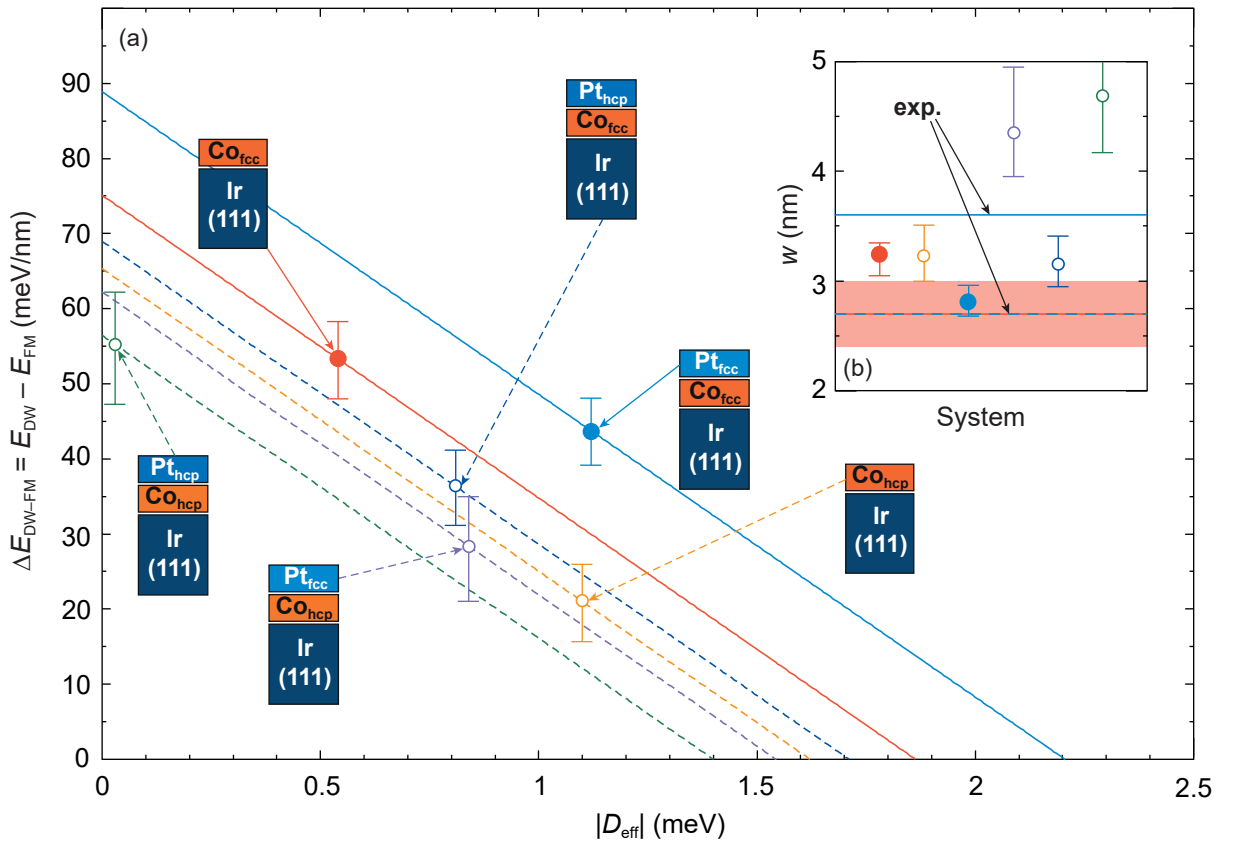 (a)
90
80
70
60
50
40
30
20
10
0
ΔE_DW–FM = E_DW − E_FM (meV/nm)
0
0.5
1
1.5
2
2.5
|D_eff| (meV)
Co_fcc
Ir
(111)
Pt_hcp
Co_fcc
Ir
(111)
Pt_fcc
Co_fcc
Ir
(111)
Pt_hcp
Co_hcp
Ir
(111)
Pt_fcc
Co_hcp
Ir
(111)
Co_hcp
Ir
(111)
5
4
3
2
w (nm)
exp.
(b)
System